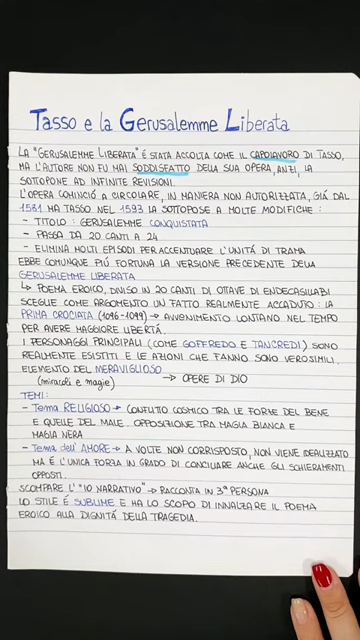 Tasso e la Gerusalemme Liberata
LA "GERUSALEMME LIBERATA" É STATA ACCOLTA COME IL CAPOLAVORO DI TASSO,
MA L'AUTORE NON FU MAI SODDISFATTO DELLA SUA OPERA, ANZI, LA
SOTTOPONE AD INFINITE REVISIONI.
L'OPERA COMINCIÓ A CIRCOLARE, IN MANIERA NON AUTORIZZATA, GIÁ DAL
1581 MA TASSO NEL 1593 LA SOTTOPOSE A MOLTE MODIFICHE:
- TITOLO: GERUSALEMME CONQUISTATA
- PASSA DA 20 CANTI A 24
- ELIMINA MOLTI EPISODI PER ACCENTUARE L'UNITÁ DI TRAMA
EBBE COMUNQUE PIÚ FORTUNA LA VERSIONE PRECEDENTE DELLA
GERUSALEMME LIBERATA
↳ POEMA EROICO, DIVISO IN 20 CANTI DI OTTAVE DI ENDECASILLABI
SCEGLIE COME ARGOMENTO UN FATTO REALMENTE ACCADUTO: LA
PRIMA CROCIATA (1096-1099) → AVVENIMENTO LONTANO NEL TEMPO
PER AVERE MAGGIORE LIBERTÁ.
I PERSONAGGI PRINCIPALI (COME GOFFREDO E TANCREDI) SONO
REALMENTE ESISTITI E LE AZIONI CHE FANNO SONO VEROSIMILI.
ELEMENTO DEL MERAVIGLIOSO
(miracoli e magie) → OPERE DI DIO
TEMI:
- Tema RELIGIOSO → CONFLITTO COSMICO TRA LE FORZE DEL BENE
E QUELLE DEL MALE. OPPOSIZIONE TRA MAGIA BIANCA E
MAGIA NERA
- Tema dell'AMORE → A VOLTE NON CORRISPOSTO, NON VIENE IDEALIZZATO
MA É L'UNICA FORZA IN GRADO DI CONCILIARE ANCHE GLI SCHIERAMENTI
OPPOSTI.
SCOMPARE L'"IO NARRATIVO" → RACCONTA IN 3ª PERSONA
LO STILE É SUBLIME E HA LO SCOPO DI INNALZARE IL POEMA
EROICO ALLA DIGNITÁ DELLA TRAGEDIA.